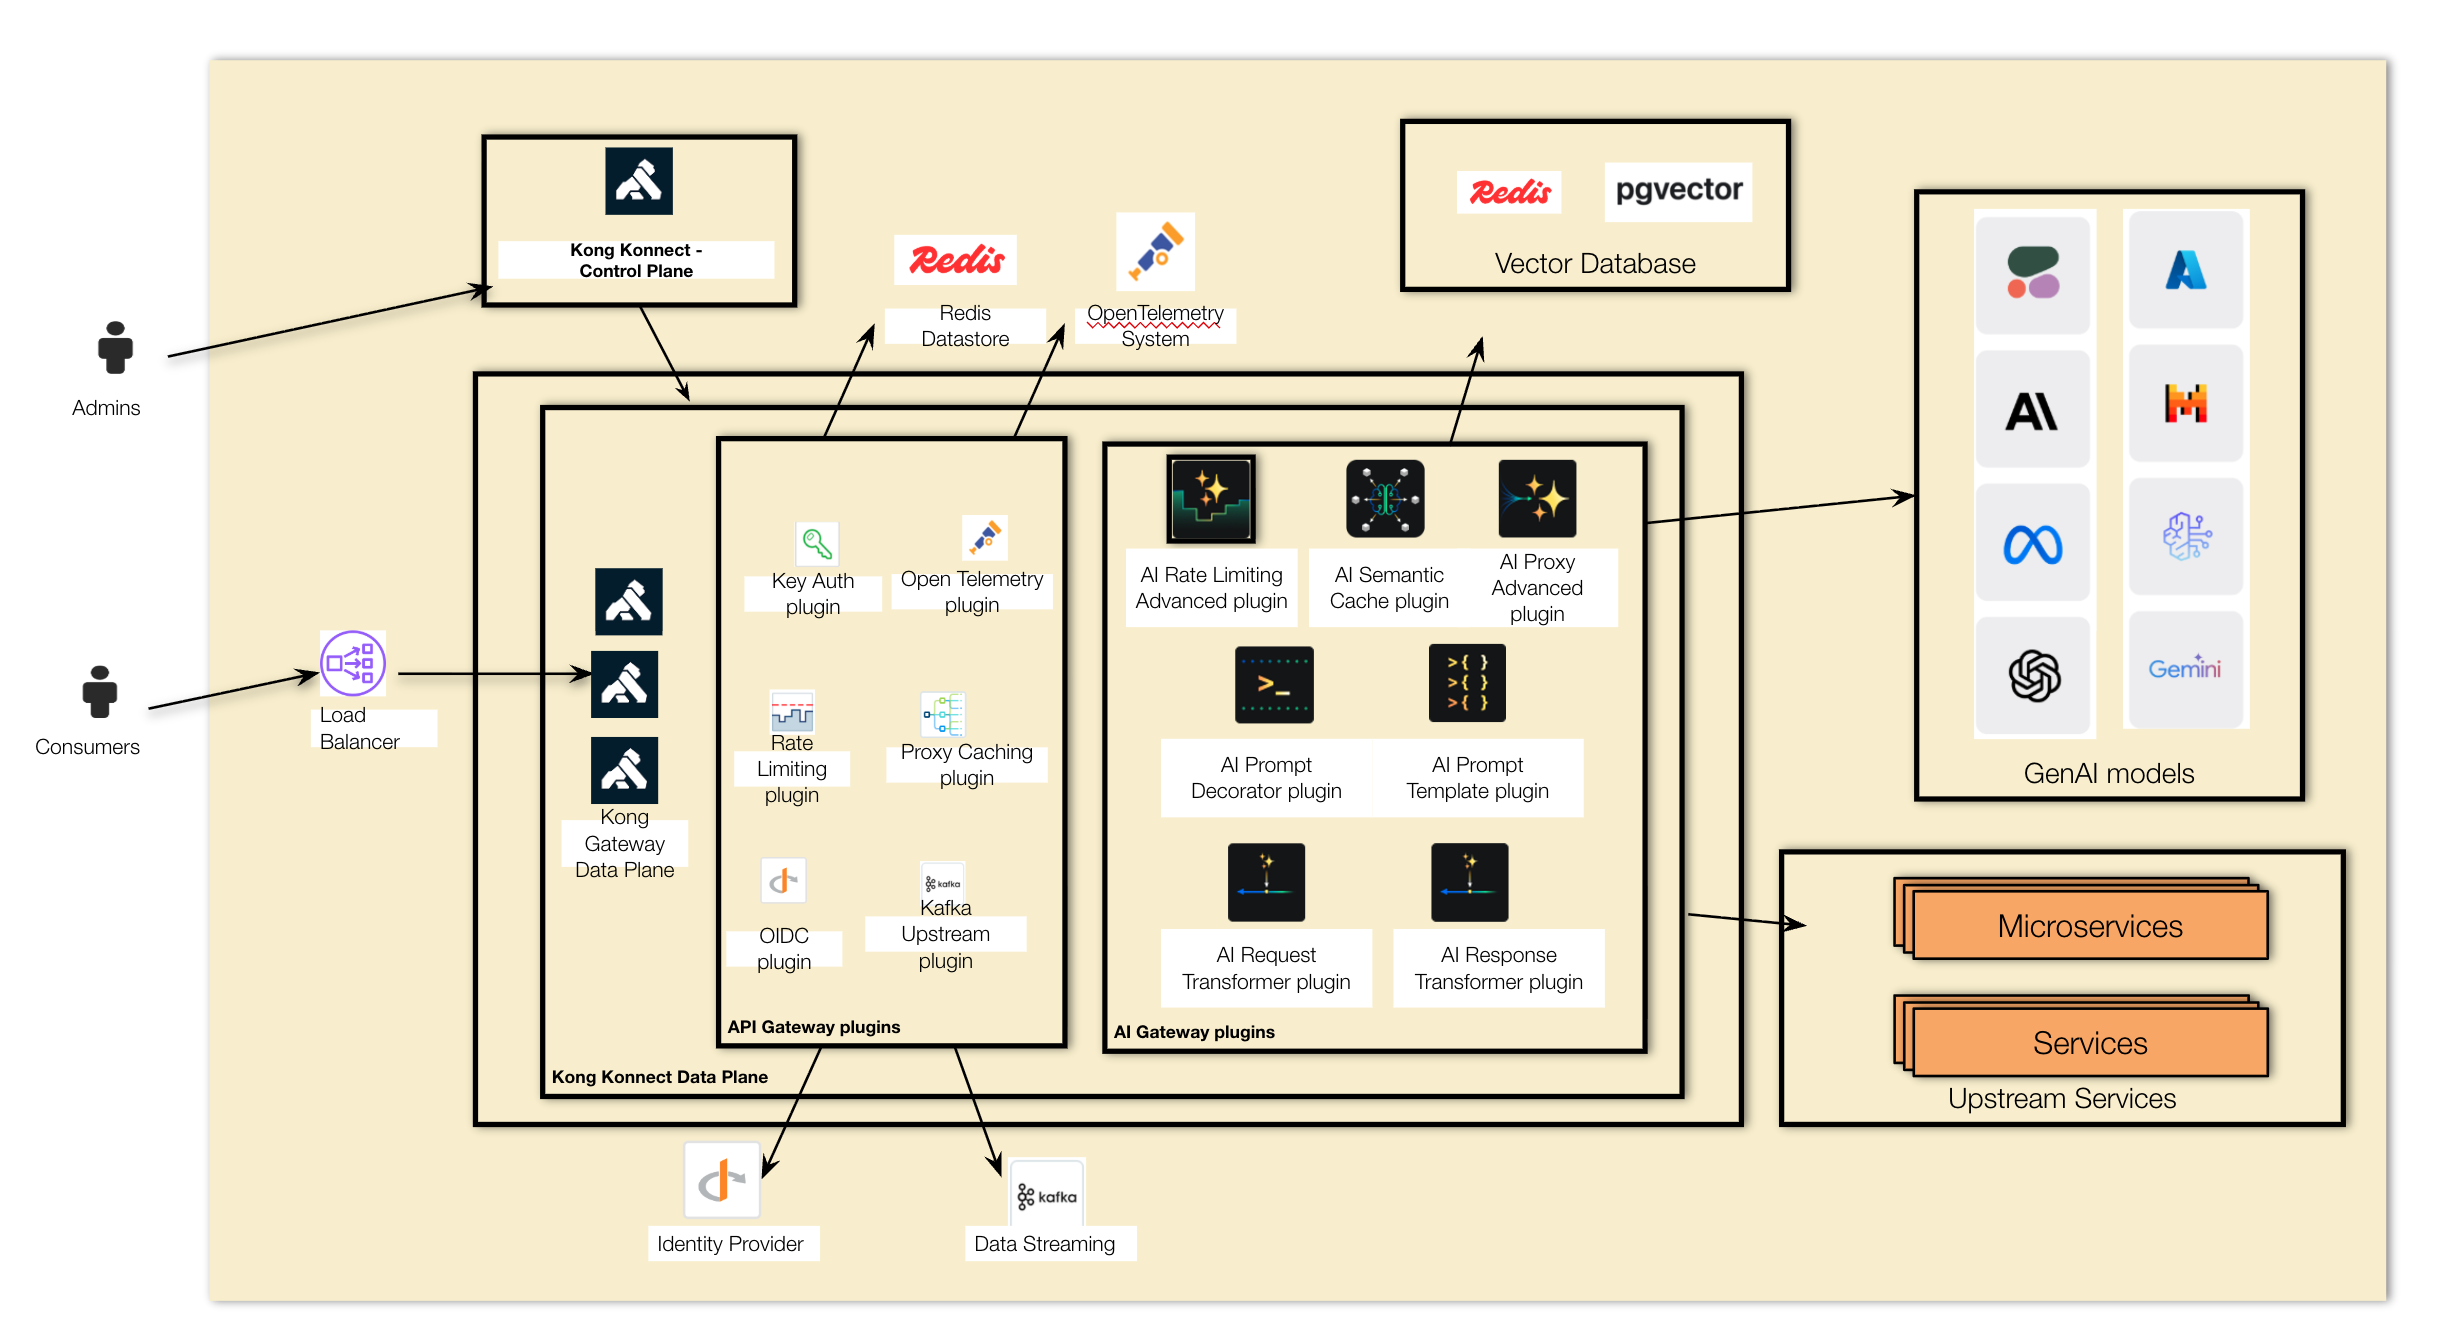 Kong Konnect -
Control Plane
Redis
Redis
Datastore
OpenTelemetry
System
Redis
pgvector
Vector Database
Admins
Consumers
Load
Balancer
Kong
Gateway
Data Plane
Key Auth
plugin
Open Telemetry
plugin
Rate
Limiting
plugin
Proxy Caching
plugin
OIDC
plugin
kafka
Kafka
Upstream
plugin
API Gateway plugins
AI Rate Limiting
Advanced plugin
AI Semantic
Cache plugin
AI Proxy
Advanced
plugin
>_
>{ }
>{ }
>{ }
AI Prompt
Decorator plugin
AI Prompt
Template plugin
AI Request
Transformer plugin
AI Response
Transformer plugin
AI Gateway plugins
Kong Konnect Data Plane
AI
Gemini
GenAI models
Microservices
Services
Upstream Services
Identity Provider
kafka
Data Streaming